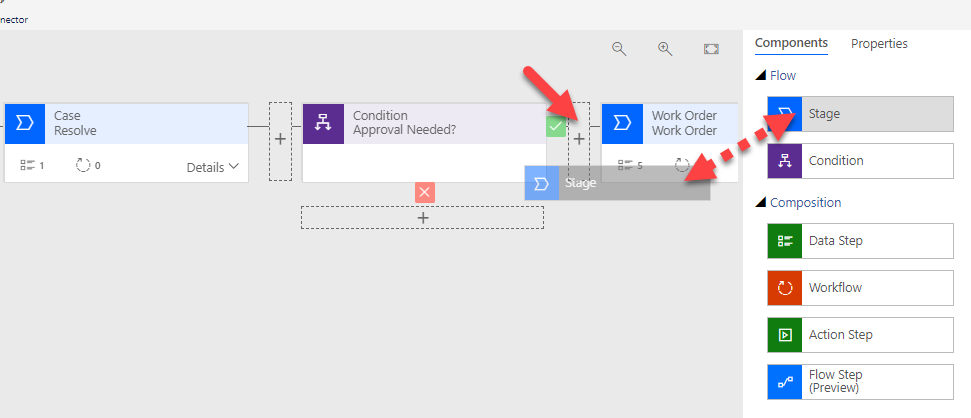 nector
Components
Properties
Flow
Stage
Condition
Composition
Data Step
Workflow
Action Step
Flow Step
(Preview)
Case
Resolve
1
0
Details
+
Condition
Approval Needed?
+
+
Work Order
Work Order
5
Stage